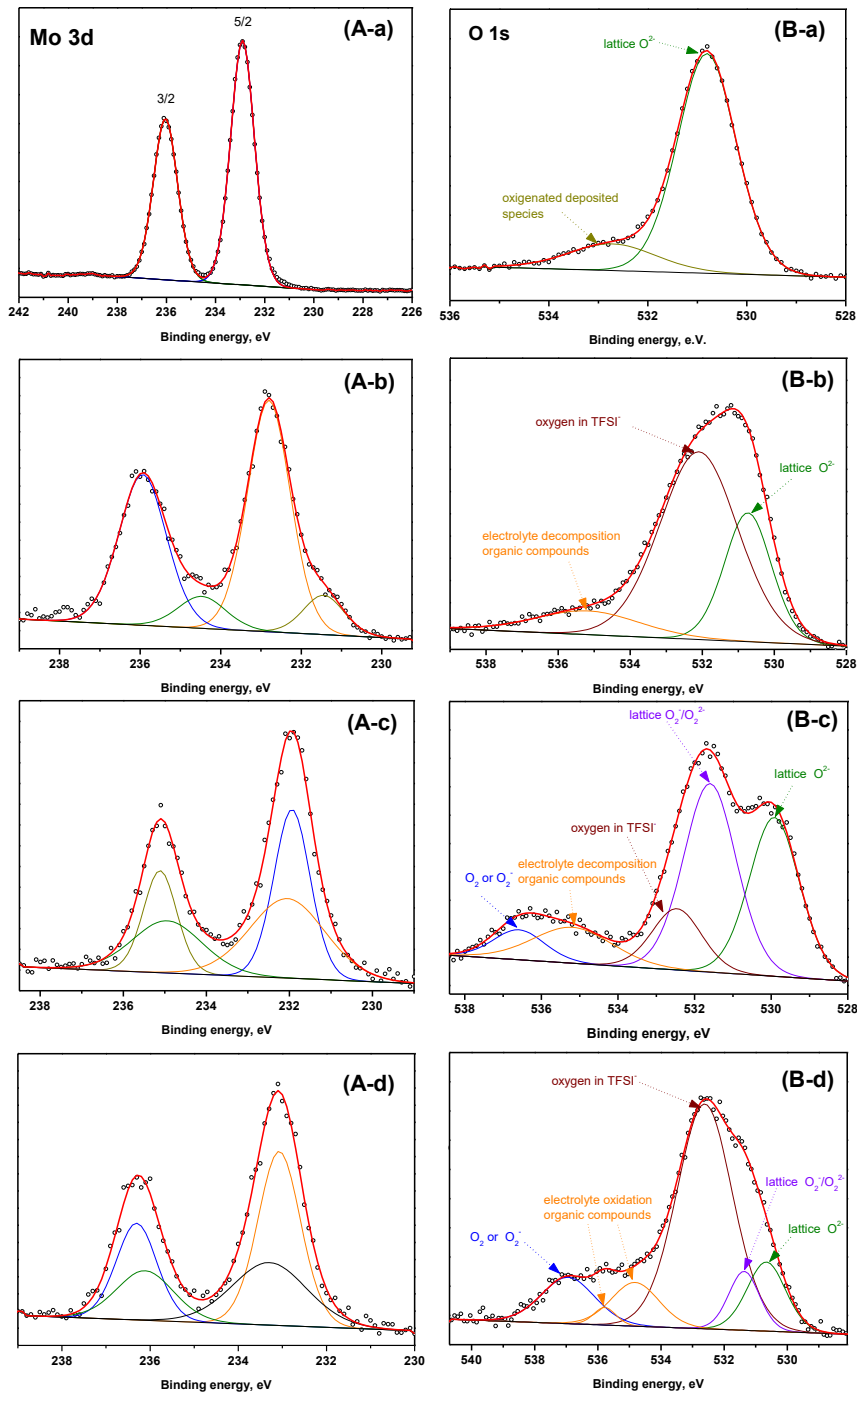 Mo 3d
(A-a)
5/2
3/2
242 240 238 236 234 232 230 228 226
Binding energy, eV
O 1s
(B-a)
lattice O²⁻
oxigenated deposited
species
536 534 532 530 528
Binding energy, e.V.
(A-b)
238 236 234 232 230
Binding energy, eV
(B-b)
oxygen in TFSI⁻
lattice O²⁻
electrolyte decomposition
organic compounds
538 536 534 532 530 528
Binding energy, eV
(A-c)
238 236 234 232 230
Binding energy, eV
lattice O₂⁻/O₂²⁻
(B-c)
lattice O²⁻
oxygen in TFSI⁻
electrolyte decomposition
organic compounds
O₂ or O₂⁻
538 536 534 532 530 528
Binding energy, eV
(A-d)
238 236 234 232 230
Binding energy, eV
oxygen in TFSI⁻
(B-d)
lattice O₂⁻/O₂²⁻
electrolyte oxidation
organic compounds
lattice O²⁻
O₂ or O₂⁻
540 538 536 534 532 530
Binding energy, eV